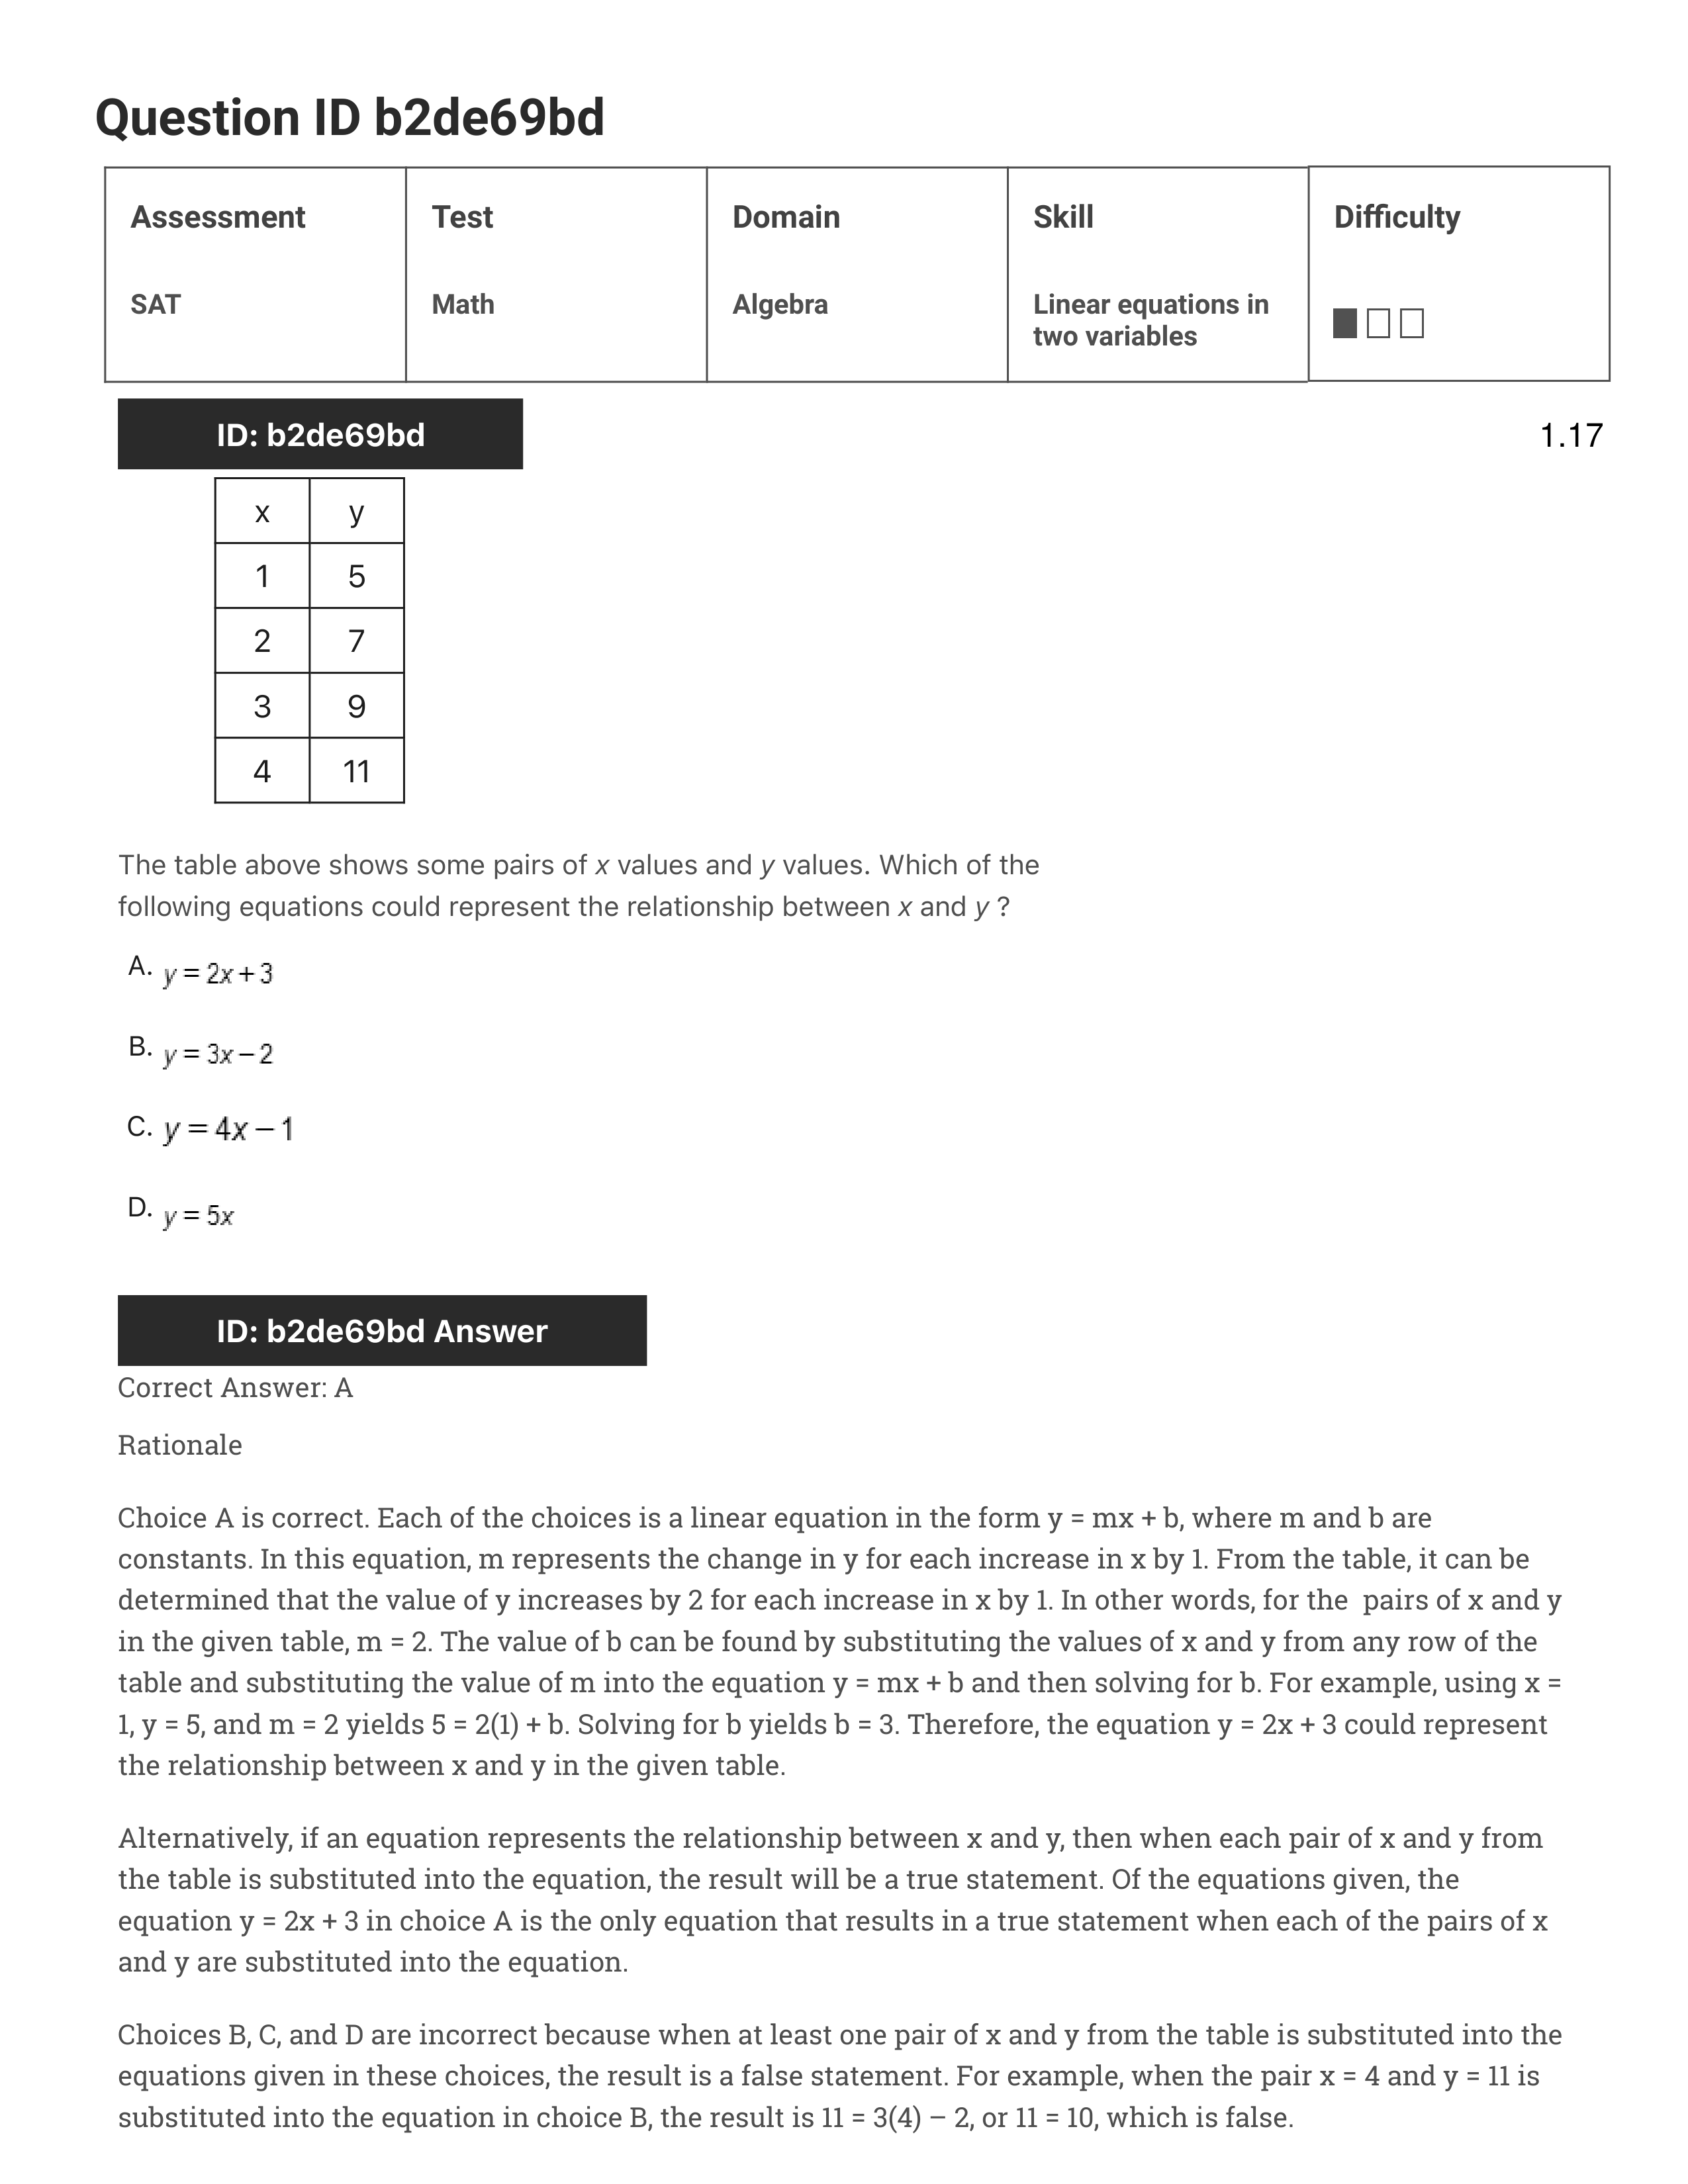 Question ID b2de69bd
Assessment Test Domain Skill Difficulty
SAT Math Algebra Linear equations in
two variables
ID: b2de69bd 1.17
x y
1 5
2 7
3 9
4 11
The table above shows some pairs of x values and y values. Which of the
following equations could represent the relationship between x and y ?
A. y = 2x + 3
B. y = 3x − 2
C. y = 4x − 1
D. y = 5x
ID: b2de69bd Answer
Correct Answer: A
Rationale
Choice A is correct. Each of the choices is a linear equation in the form y = mx + b, where m and b are
constants. In this equation, m represents the change in y for each increase in x by 1. From the table, it can be
determined that the value of y increases by 2 for each increase in x by 1. In other words, for the  pairs of x and y
in the given table, m = 2. The value of b can be found by substituting the values of x and y from any row of the
table and substituting the value of m into the equation y = mx + b and then solving for b. For example, using x =
1, y = 5, and m = 2 yields 5 = 2(1) + b. Solving for b yields b = 3. Therefore, the equation y = 2x + 3 could represent
the relationship between x and y in the given table.
Alternatively, if an equation represents the relationship between x and y, then when each pair of x and y from
the table is substituted into the equation, the result will be a true statement. Of the equations given, the
equation y = 2x + 3 in choice A is the only equation that results in a true statement when each of the pairs of x
and y are substituted into the equation.
Choices B, C, and D are incorrect because when at least one pair of x and y from the table is substituted into the
equations given in these choices, the result is a false statement. For example, when the pair x = 4 and y = 11 is
substituted into the equation in choice B, the result is 11 = 3(4) – 2, or 11 = 10, which is false.